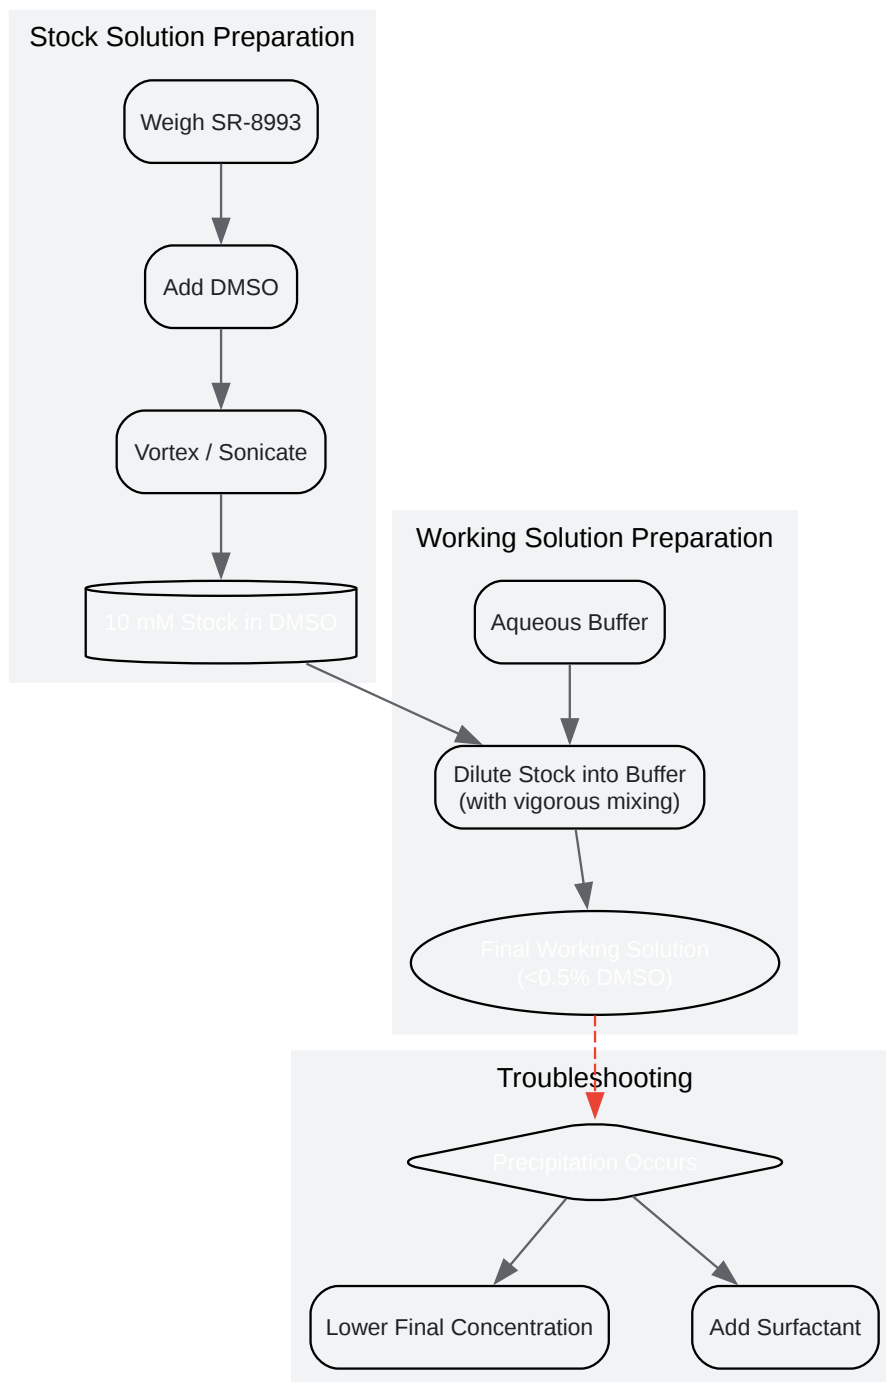 Stock Solution Preparation
Weigh SR-8993
Add DMSO
Vortex / Sonicate
10 mM Stock in DMSO
Working Solution Preparation
Aqueous Buffer
Dilute Stock into Buffer
(with vigorous mixing)
Final Working Solution
(<0.5% DMSO)
Troubleshooting
Precipitation Occurs
Lower Final Concentration
Add Surfactant